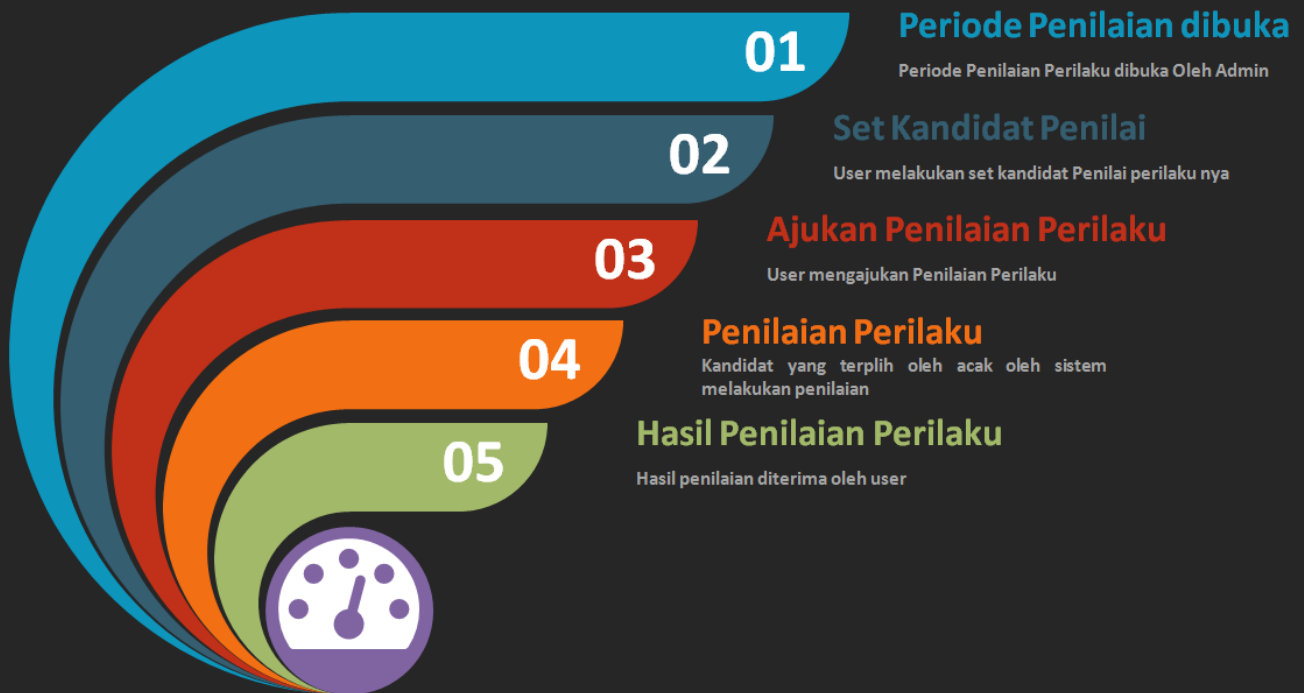 01
Periode Penilaian dibuka
Periode Penilaian Perilaku dibuka Oleh Admin
02
Set Kandidat Penilai
User melakukan set kandidat Penilai perilaku nya
03
Ajukan Penilaian Perilaku
User mengajukan Penilaian Perilaku
04
Penilaian Perilaku
Kandidat yang terplih oleh acak oleh sistem
melakukan penilaian
05
Hasil Penilaian Perilaku
Hasil penilaian diterima oleh user